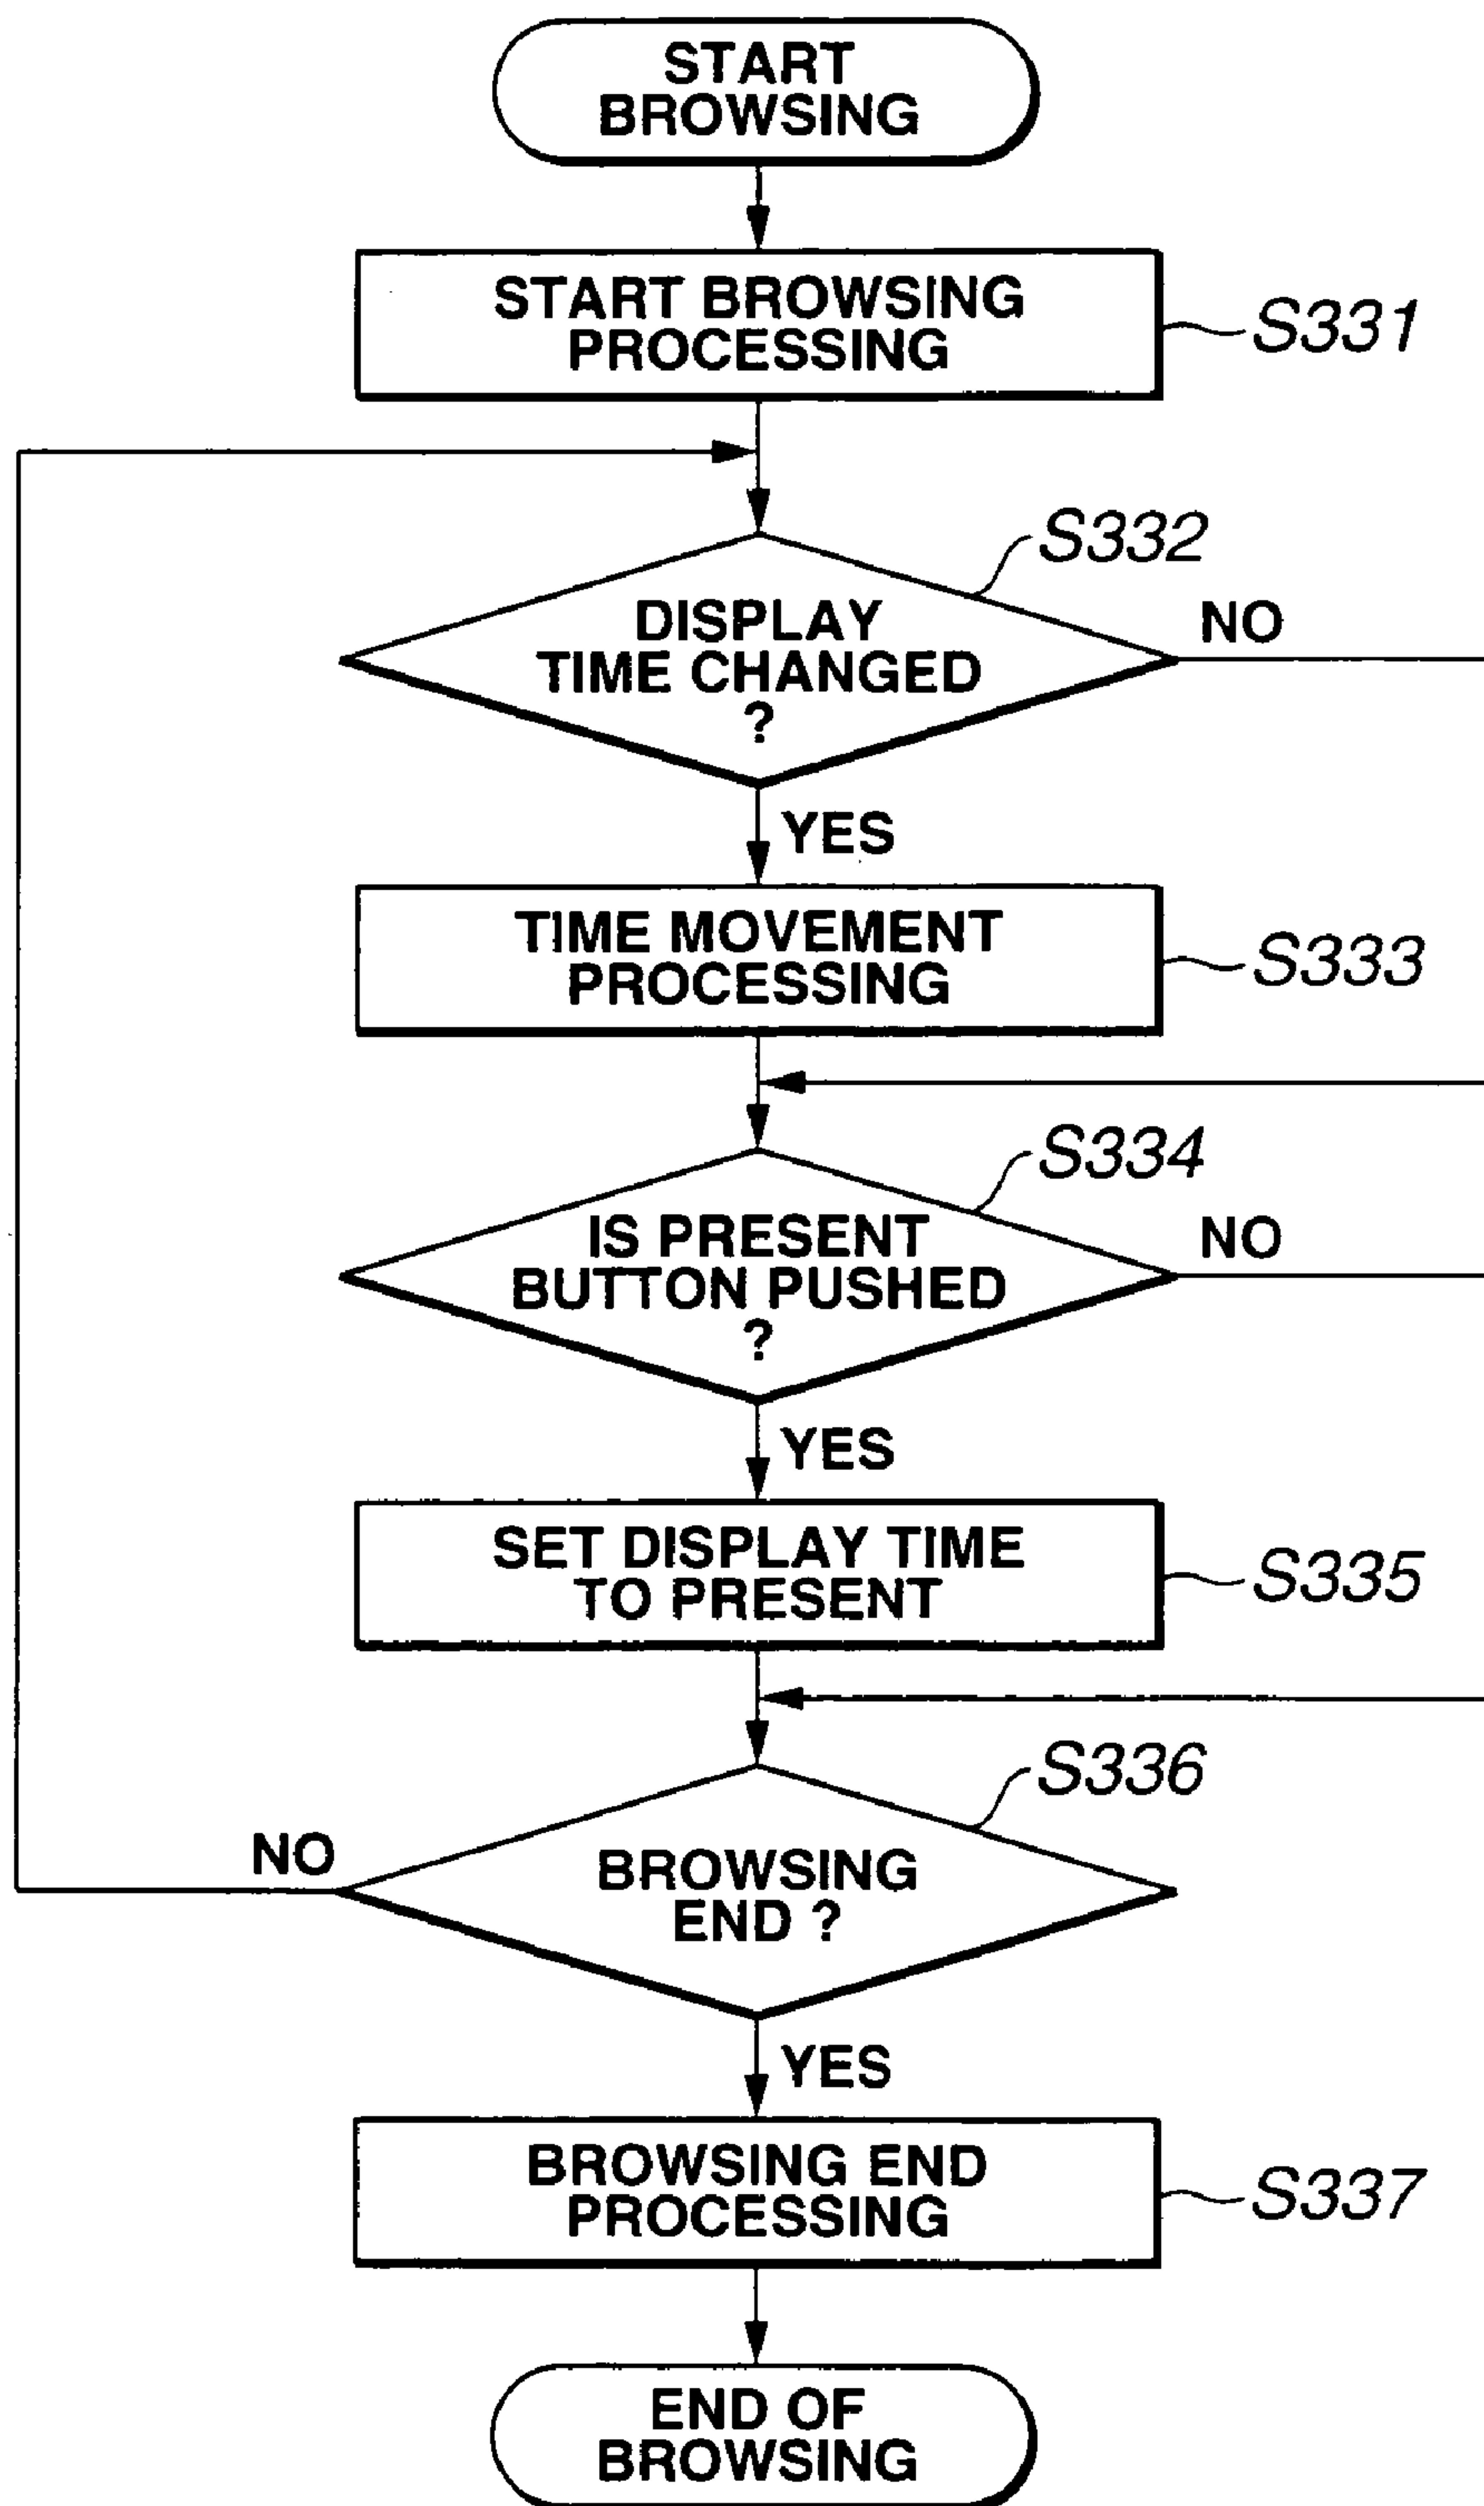 START
BROWSING
START BROWSING
PROCESSING
S331
S332
DISPLAY
TIME CHANGED
?
NO
YES
TIME MOVEMENT
PROCESSING
S333
S334
IS PRESENT
BUTTON PUSHED
?
NO
YES
SET DISPLAY TIME
TO PRESENT
S335
S336
NO
BROWSING
END ?
YES
BROWSING END
PROCESSING
S337
END OF
BROWSING